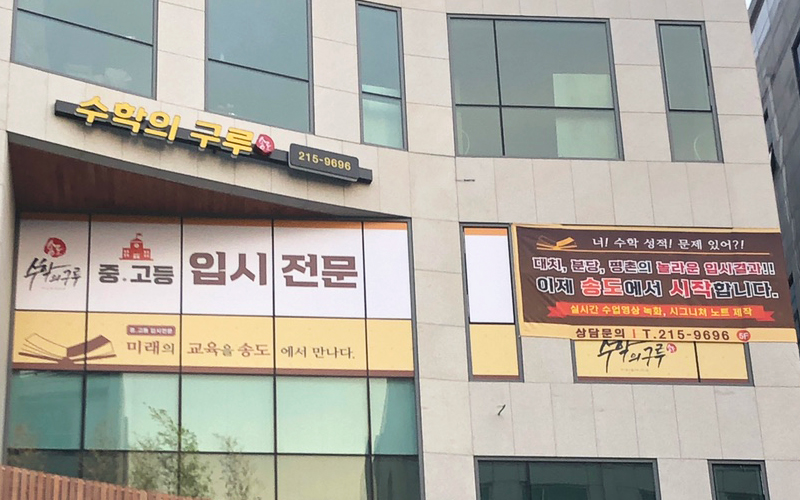 수학의 구루
215-9696
수학의구루
중·고등 입시 전문
중, 고등 입시전문
미래의 교육을 송도 에서 만나다.
너! 수학 성적! 문제 있어?!
대치, 분당, 평촌의 놀라운 입시결과!!
이제 송도에서 시작합니다.
실시간 수업영상 녹화, 시그니쳐 노트 제작
상담문의 | T.215-9696 6F
수학의구루